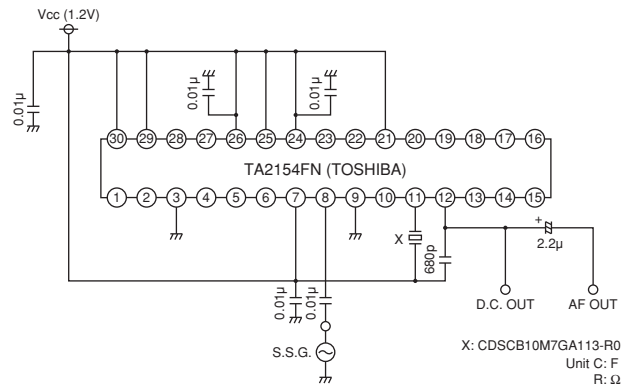 Vcc (1.2V)
0.01µ
0.01µ
0.01µ
30 29 28 27 26 25 24 23 22 21 20 19 18 17 16
TA2154FN (TOSHIBA)
1 2 3 4 5 6 7 8 9 10 11 12 13 14 15
X
680p
+
2.2µ
0.01µ
0.01µ
D.C. OUT
AF OUT
S.S.G.
X: CDSCB10M7GA113-R0
Unit C: F
R: Ω